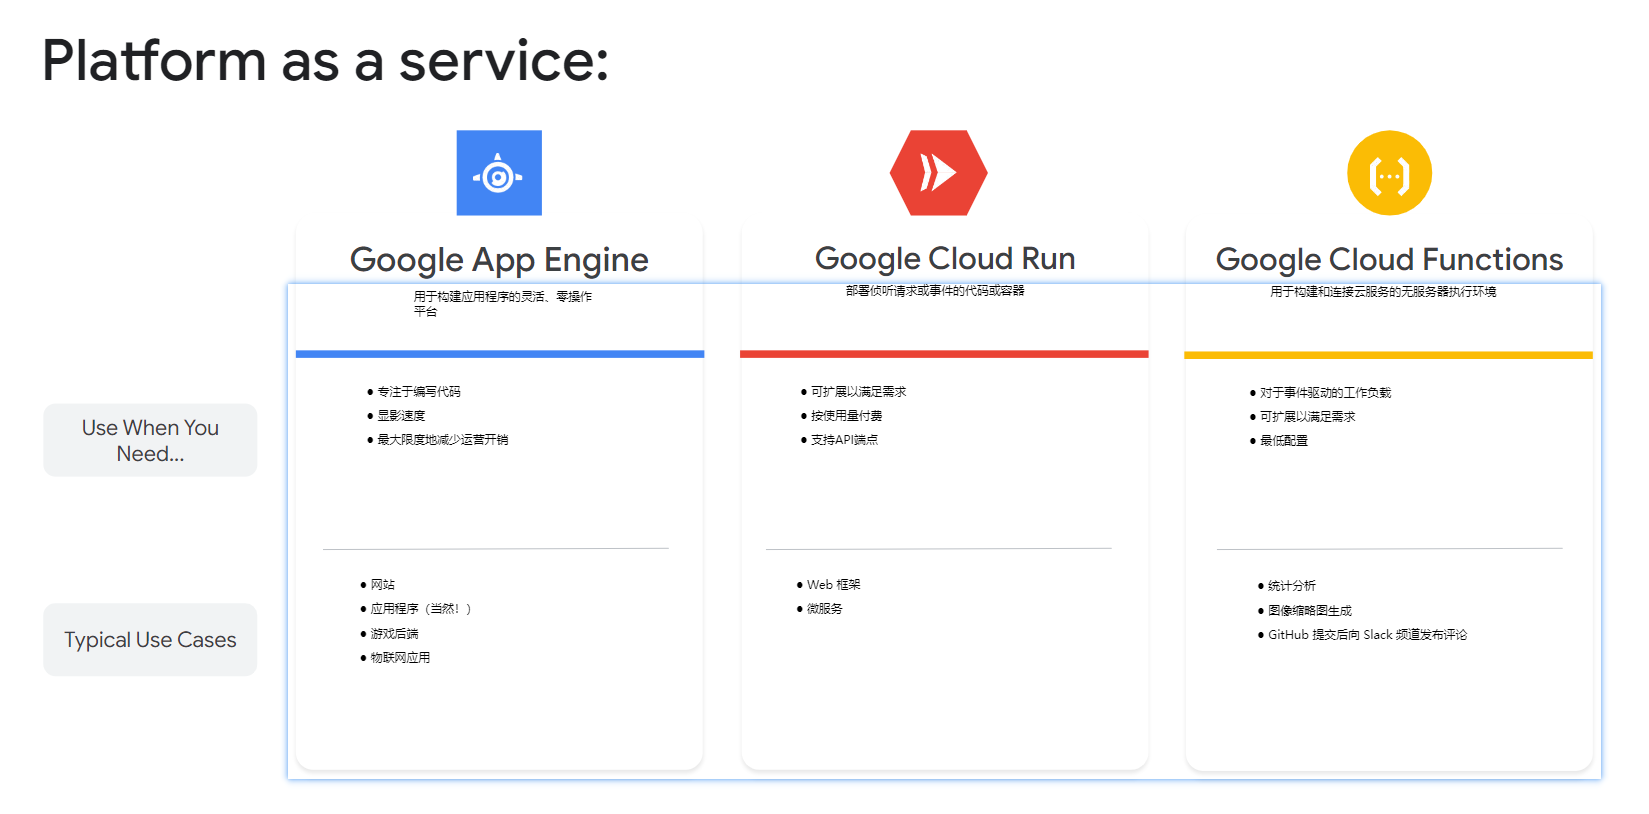 Platform as a service:
Google App Engine
用于构建应用程序的灵活、零操作
平台
Google Cloud Run
部署侦听请求或事件的代码或容器
Google Cloud Functions
用于构建和连接云服务的无服务器执行环境
Use When You
Need...
● 专注于编写代码
● 显影速度
● 最大限度地减少运营开销
● 可扩展以满足需求
● 按使用量付费
● 支持API端点
● 对于事件驱动的工作负载
● 可扩展以满足需求
● 最低配置
Typical Use Cases
● 网站
● 应用程序（当然！）
● 游戏后端
● 物联网应用
● Web 框架
● 微服务
● 统计分析
● 图像缩略图生成
● GitHub 提交后向 Slack 频道发布评论